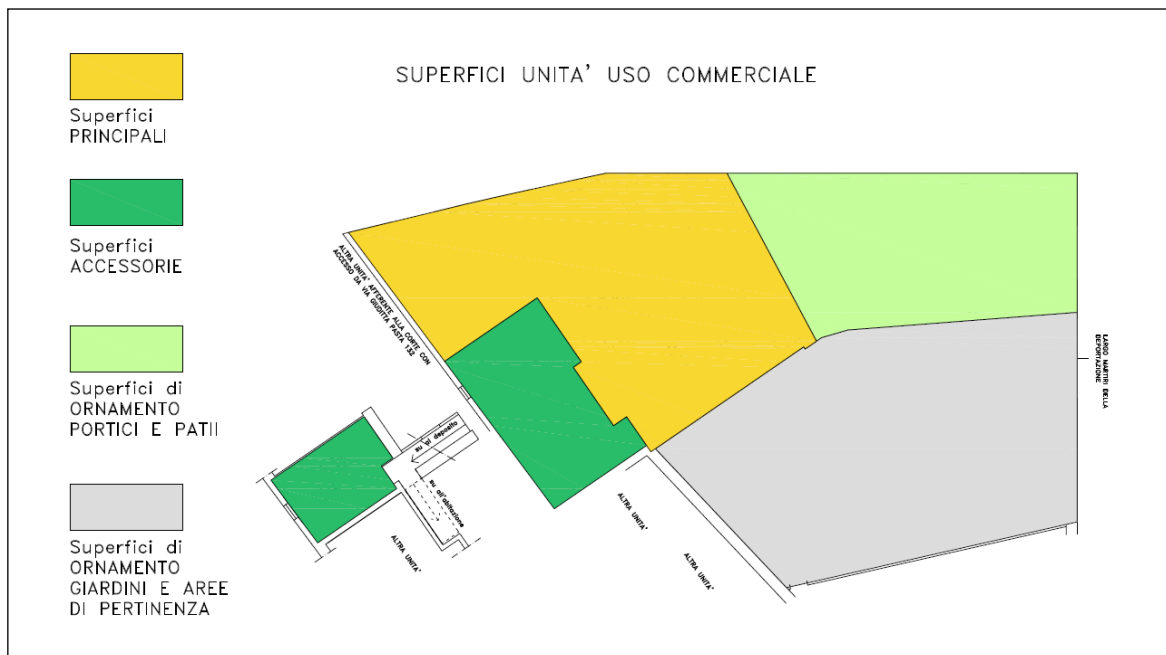 SUPERFICI UNITA' USO COMMERCIALE
Superfici
PRINCIPALI
Superfici
ACCESSORIE
Superfici di
ORNAMENTO
PORTICI E PATII
Superfici di
ORNAMENTO
GIARDINI E AREE
DI PERTINENZA
ALTRA UNITA' AFFERENTE ALLA CORTE CON
ACCESSO DA VIA GIUDITTA PASTA 132
LARGO MARTIRI DELLA
DEPORTAZIONE
su al deposito
su all'abitazione
ALTRA UNITA'
ALTRA UNITA'
ALTRA UNITA'